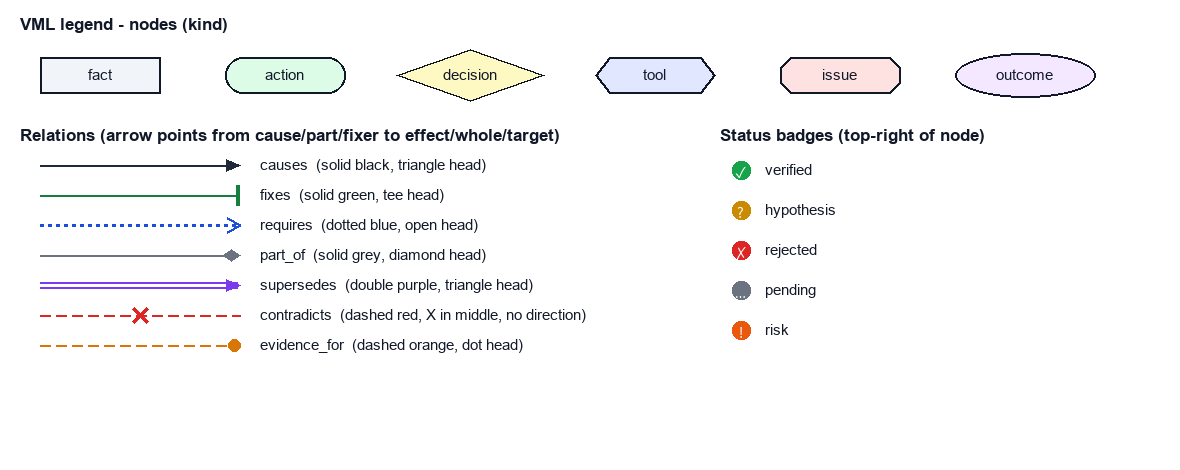 VML legend - nodes (kind)
fact
action
decision
tool
issue
outcome
Relations (arrow points from cause/part/fixer to effect/whole/target)
causes (solid black, triangle head)
fixes (solid green, tee head)
requires (dotted blue, open head)
part_of (solid grey, diamond head)
supersedes (double purple, triangle head)
contradicts (dashed red, X in middle, no direction)
evidence_for (dashed orange, dot head)
Status badges (top-right of node)
✓ verified
? hypothesis
X rejected
... pending
! risk